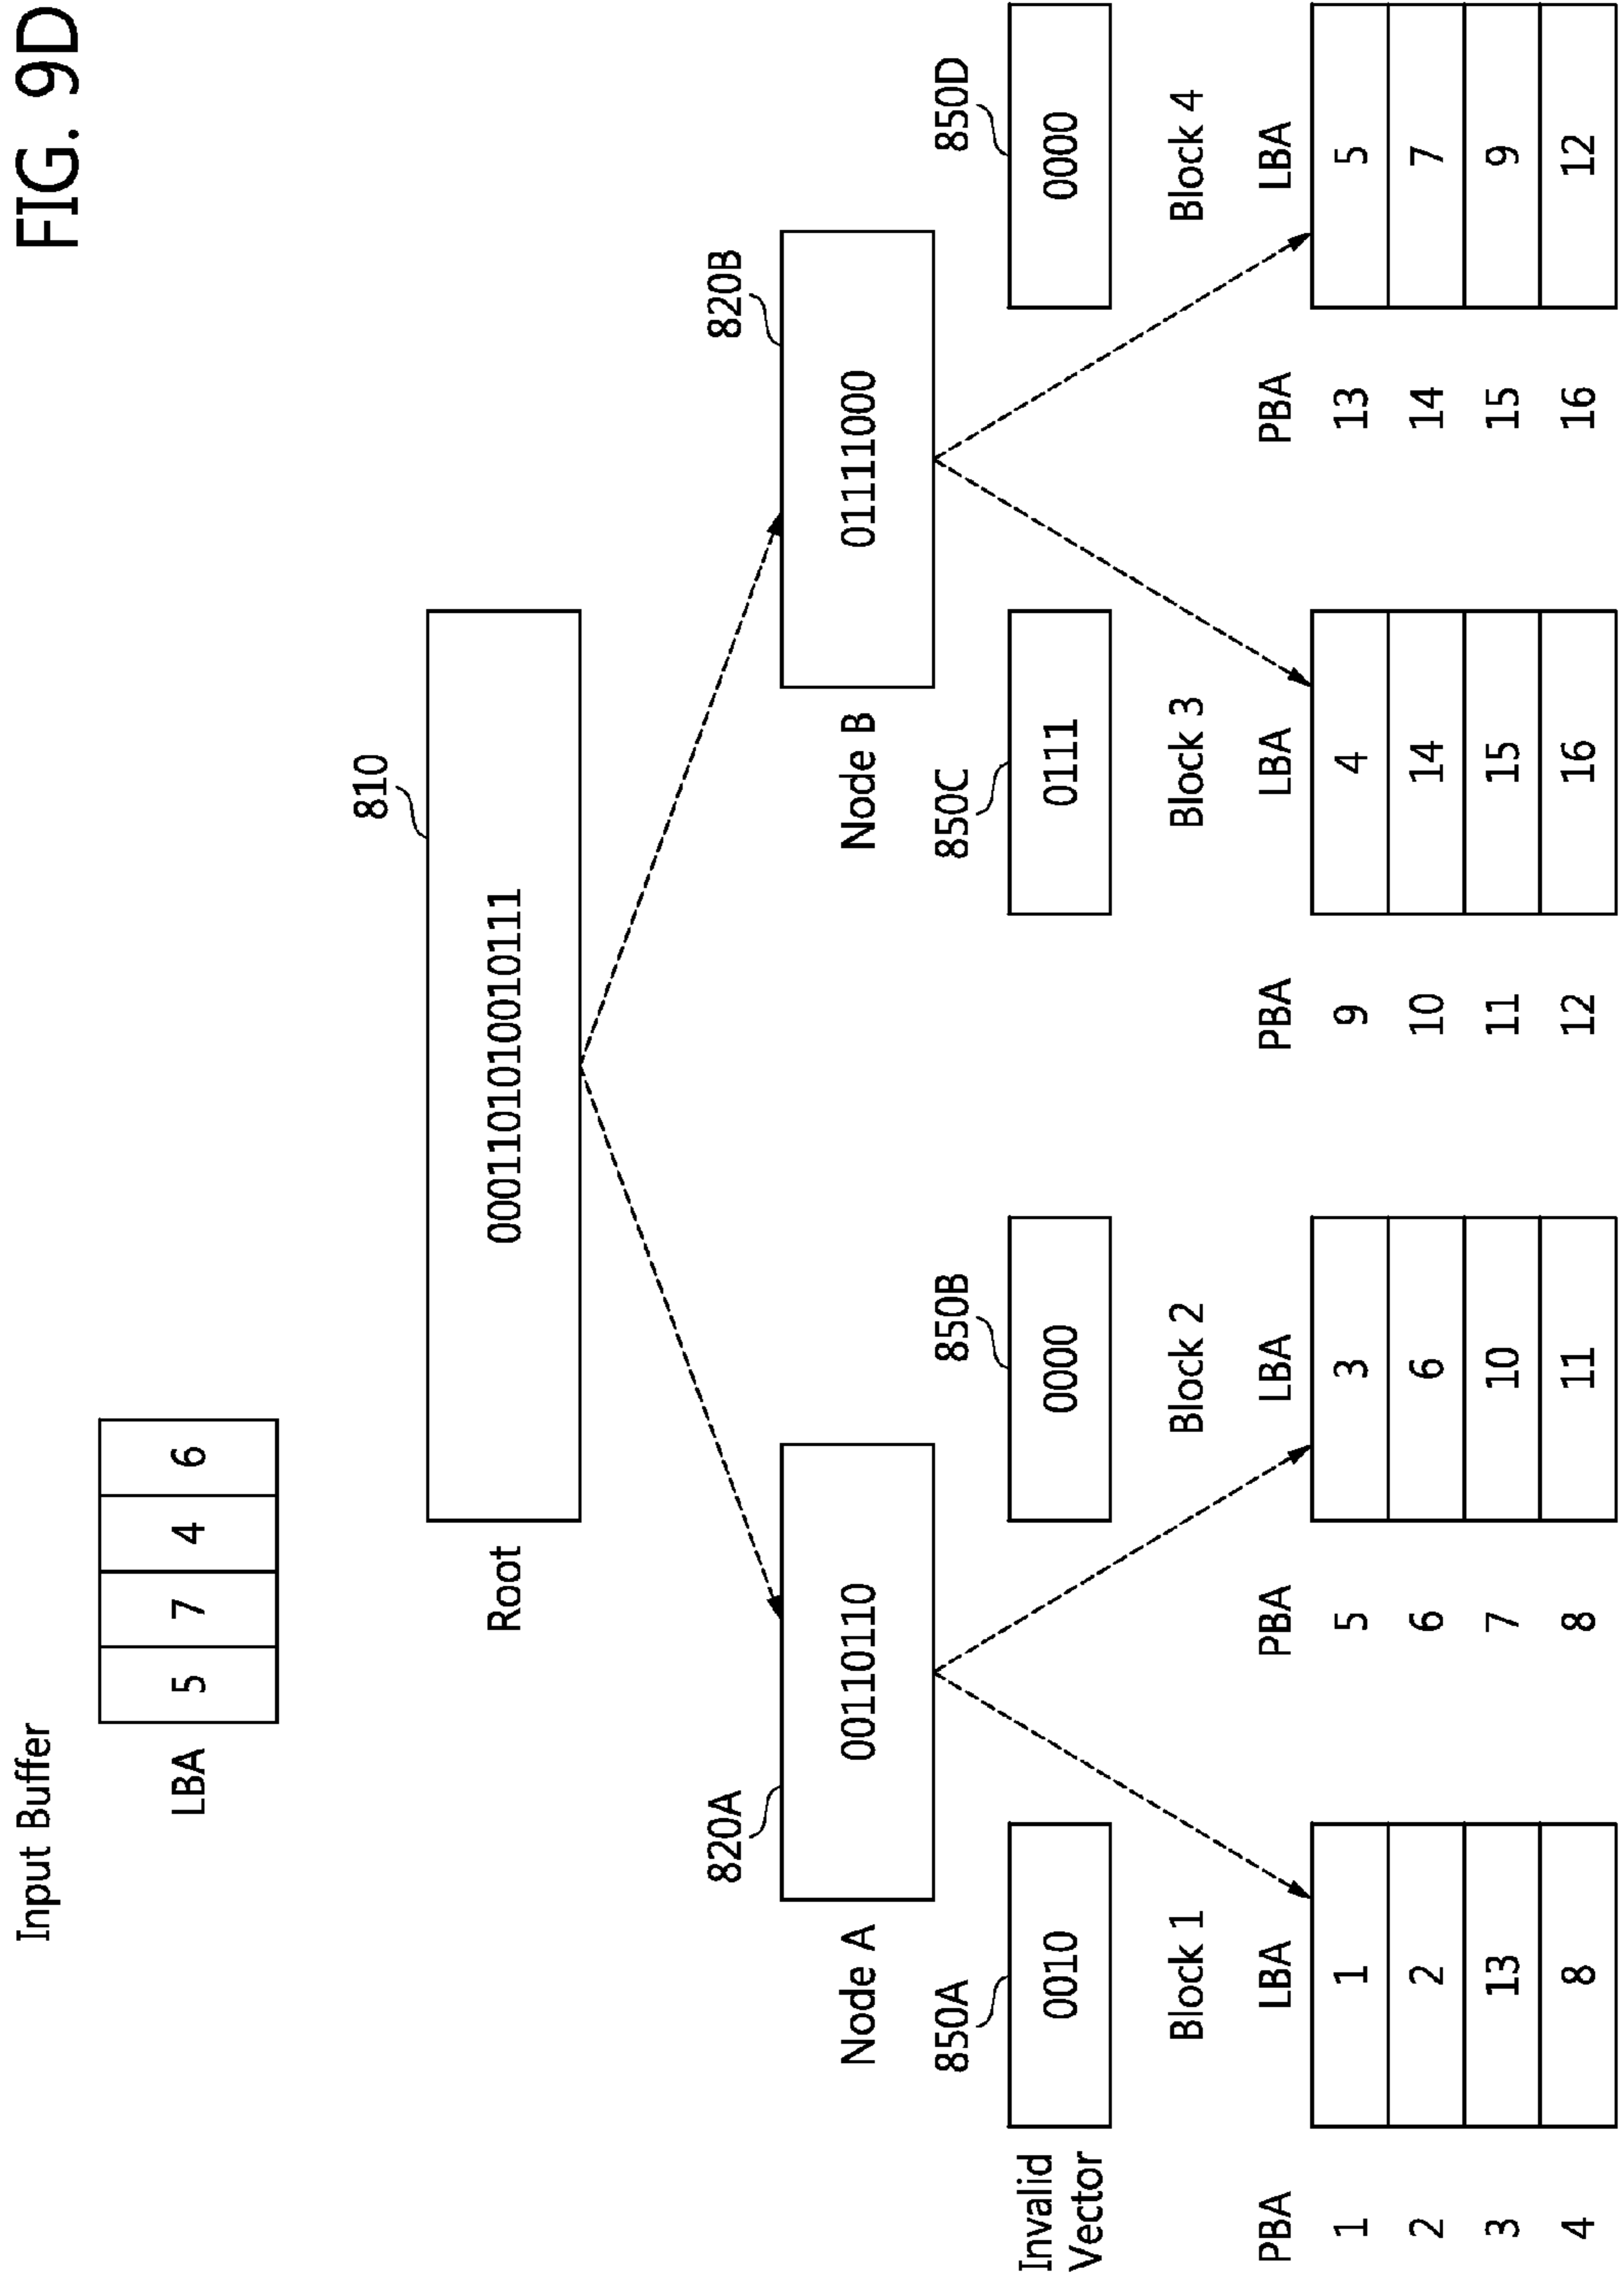 FIG. 9D
Input Buffer
LBA 5 7 4 6
810
Root 0001101010010111
820A 820B
Node A 00110110 Node B 01111000
850A 850B 850C 850D
Invalid Vector 0010 0000 0111 0000
Block 1 Block 2 Block 3 Block 4
PBA LBA PBA LBA PBA LBA PBA LBA
1 1 5 3 9 4 13 5
2 2 6 6 10 14 14 7
3 13 7 10 11 15 15 9
4 8 8 11 12 16 16 12